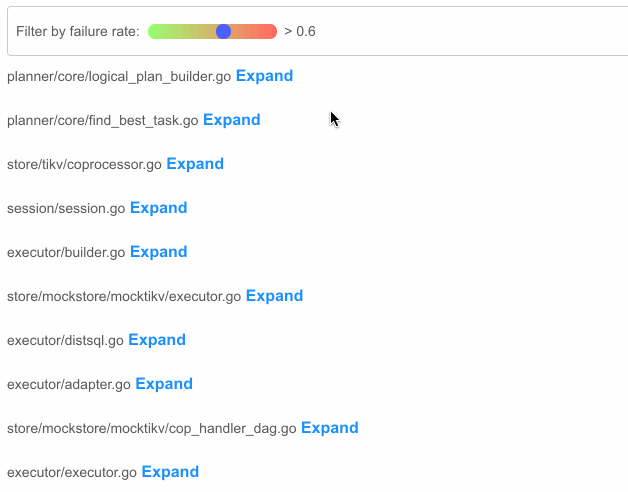 Filter by failure rate: > 0.6
planner/core/logical_plan_builder.go Expand
planner/core/find_best_task.go Expand
store/tikv/coprocessor.go Expand
session/session.go Expand
executor/builder.go Expand
store/mockstore/mocktikv/executor.go Expand
executor/distsql.go Expand
executor/adapter.go Expand
store/mockstore/mocktikv/cop_handler_dag.go Expand
executor/executor.go Expand